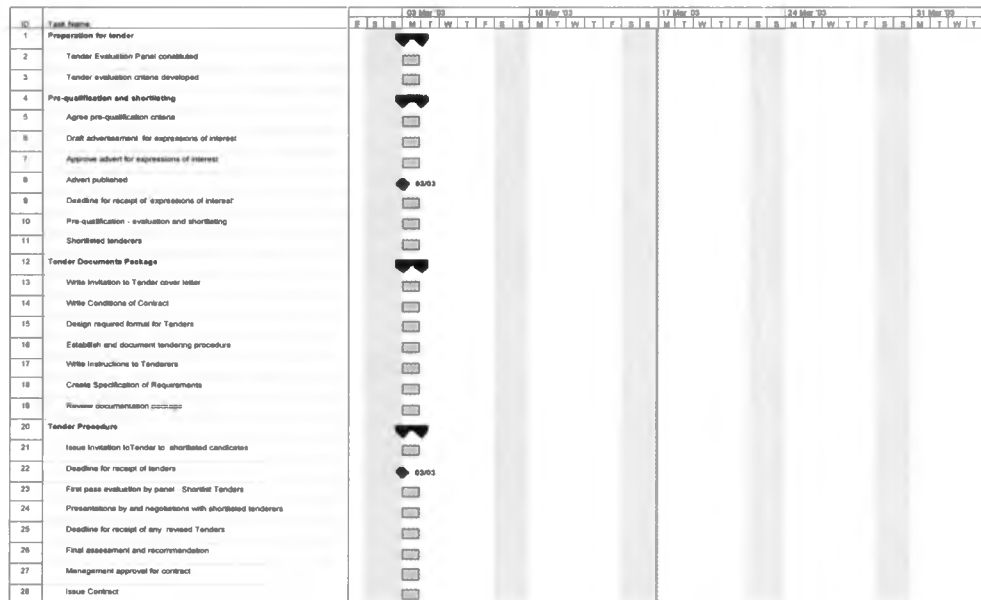 03 Mar '03 10 Mar '03 17 Mar '03 24 Mar '03 31 Mar '03
ID Task Name F S S M T W T F S S M T W T F S S M T W T F S S M T W T F S S M T W T
1 Preparation for tender
2 Tender Evaluation Panel constituted
3 Tender evaluation criteria developed
4 Pre-qualification and shortlisting
5 Agree pre-qualification criteria
6 Draft advertisement for expressions of interest
7 Approve advert for expressions of interest
8 Advert published 03/03
9 Deadline for receipt of 'expressions of interest'
10 Pre-qualification - evaluation and shortlisting
11 Shortlisted tenderers
12 Tender Documents Package
13 Write Invitation to Tender cover letter
14 Write Conditions of Contract
15 Design required format for Tenders
16 Establish and document tendering procedure
17 Write Instructions to Tenderers
18 Create Specification of Requirements
19 Review documentation package
20 Tender Procedure
21 Issue Invitation toTender to shortlisted candidates
22 Deadline for receipt of tenders 03/03
23 First pass evaluation by panel Shortlist Tenders
24 Presentations by and negotiations with shortlisted tenderers
25 Deadline for receipt of any revised Tenders
26 Final assessment and recommendation
27 Management approval for contract
28 Issue Contract